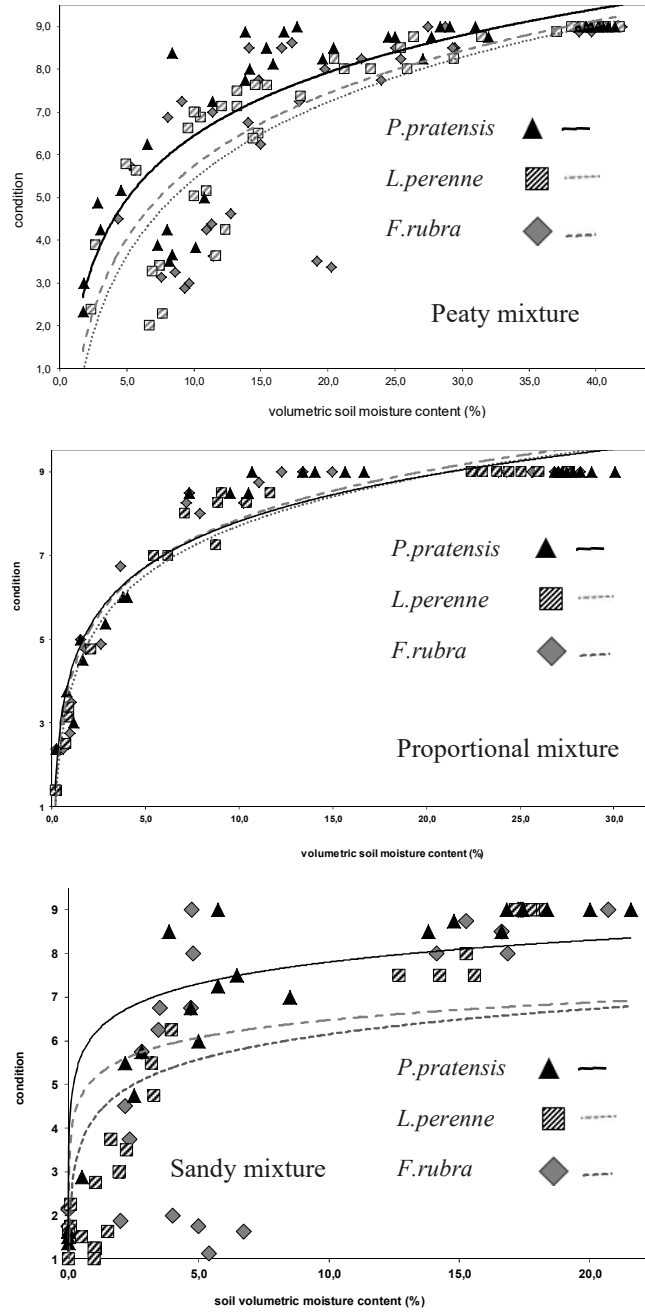 9,0
8,0
7,0
6,0
5,0
4,0
3,0
2,0
1,0
condition
P.pratensis
L.perenne
F.rubra
Peaty mixture
0,0 5,0 10,0 15,0 20,0 25,0 30,0 35,0 40,0
volumetric soil moisture content (%)
9
7
5
3
1
condition
P.pratensis
L.perenne
F.rubra
Proportional mixture
0,0 5,0 10,0 15,0 20,0 25,0 30,0
volumetric soil moisture content (%)
9
8
7
6
5
4
3
2
1
condition
P.pratensis
L.perenne
F.rubra
Sandy mixture
0,0 5,0 10,0 15,0 20,0
soil volumetric moisture content (%)